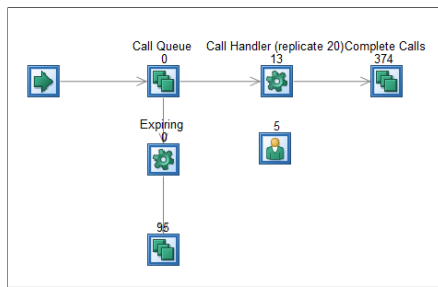 Call Queue
0
Call Handler (replicate 20)
13
Complete Calls
374
Expiring
0
5
95